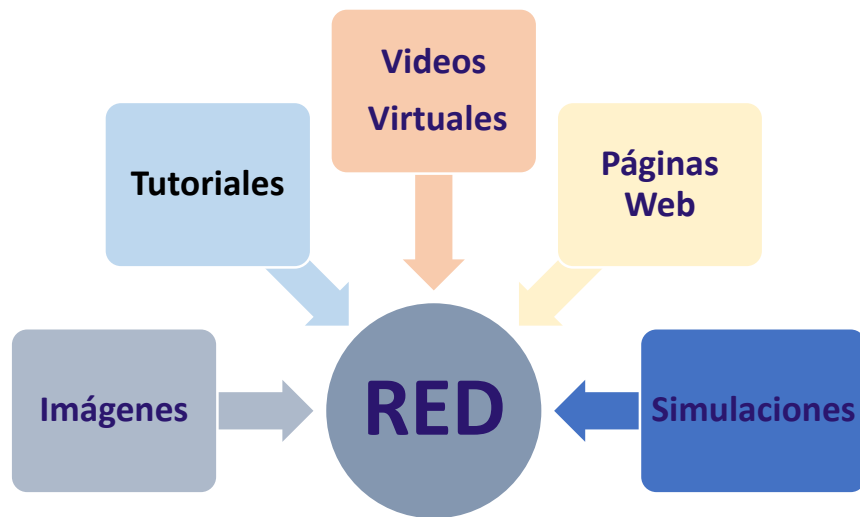 Videos
Virtuales
Tutoriales
Páginas
Web
Imágenes
RED
Simulaciones